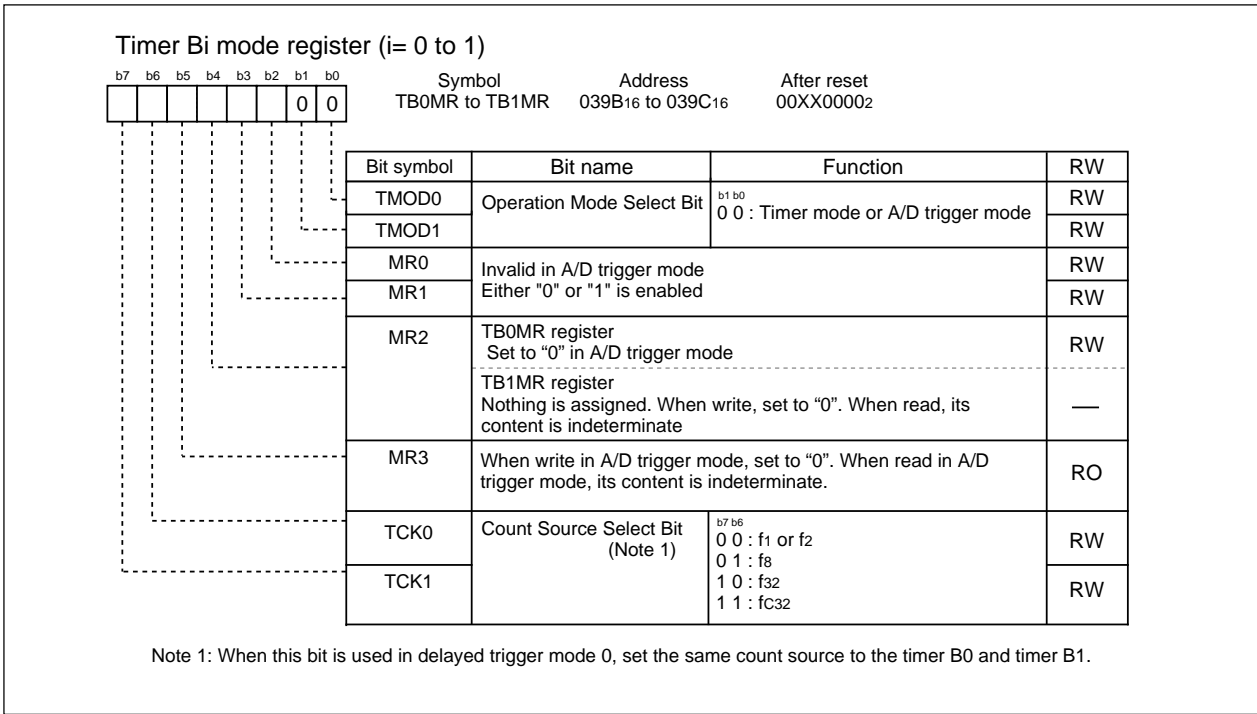 Timer Bi mode register (i= 0 to 1)
b7 b6 b5 b4 b3 b2 b1 b0
0 0
Symbol Address After reset
TB0MR to TB1MR 039B16 to 039C16 00XX00002
Bit symbol Bit name Function RW
TMOD0 Operation Mode Select Bit b1 b0 RW
0 0 : Timer mode or A/D trigger mode
TMOD1 RW
MR0 Invalid in A/D trigger mode RW
MR1 Either "0" or "1" is enabled RW
MR2 TB0MR register RW
Set to “0” in A/D trigger mode
TB1MR register
Nothing is assigned. When write, set to “0”. When read, its —
content is indeterminate
MR3 When write in A/D trigger mode, set to “0”. When read in A/D RO
trigger mode, its content is indeterminate.
TCK0 Count Source Select Bit b7 b6 RW
(Note 1) 0 0 : f1 or f2
0 1 : f8
TCK1 1 0 : f32 RW
1 1 : fC32
Note 1: When this bit is used in delayed trigger mode 0, set the same count source to the timer B0 and timer B1.